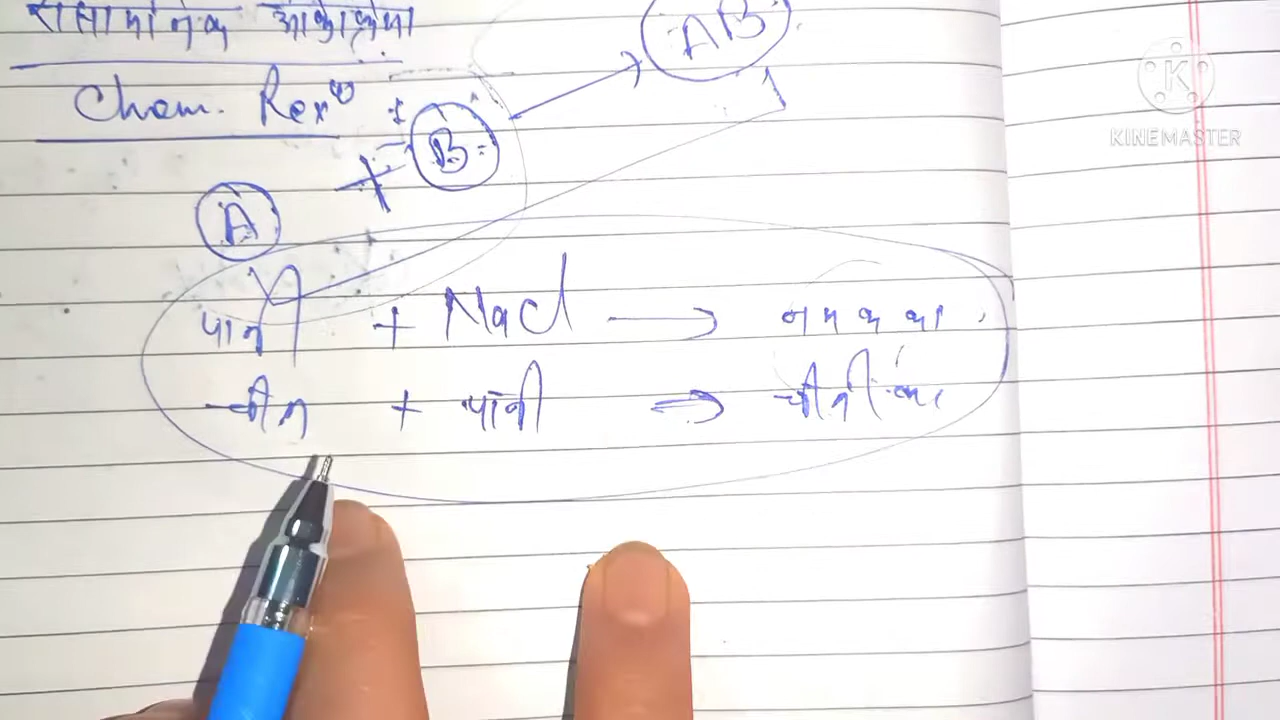 रासायनिक अभिक्रिया
Chem. Rexⁿ
A + B → AB
पानी + NaCl → नमक का
चीन + पानी ⇒ चीनी का
K
KINEMASTER